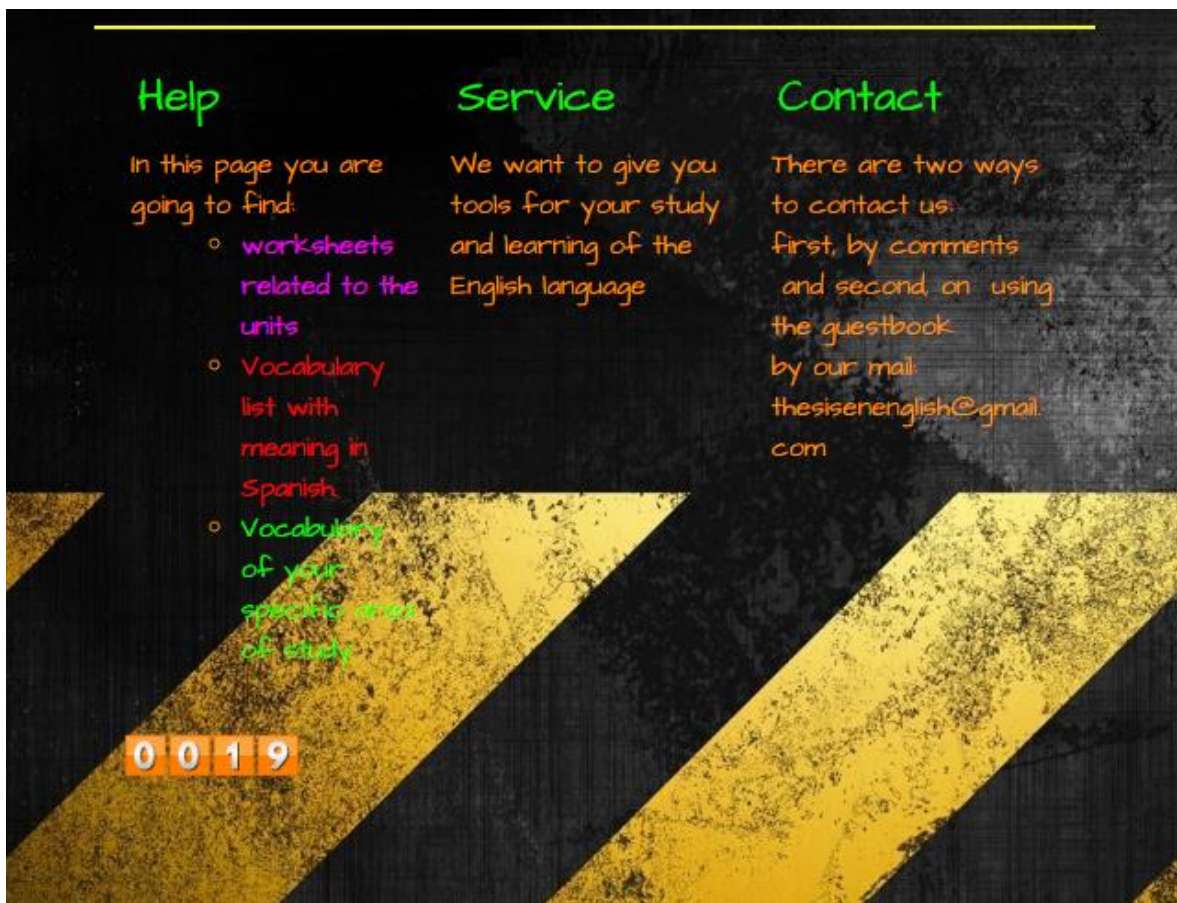 Help
In this page you are
going to find:
worksheets
related to the
units
Vocabulary
list with
meaning in
Spanish.
Vocabulary
of your
specific area
of study
0019
Service
We want to give you
tools for your study
and learning of the
English language
Contact
There are two ways
to contact us:
first, by comments
and second, on using
the guestbook
by our mail:
thesisenenglish@gmail.
com